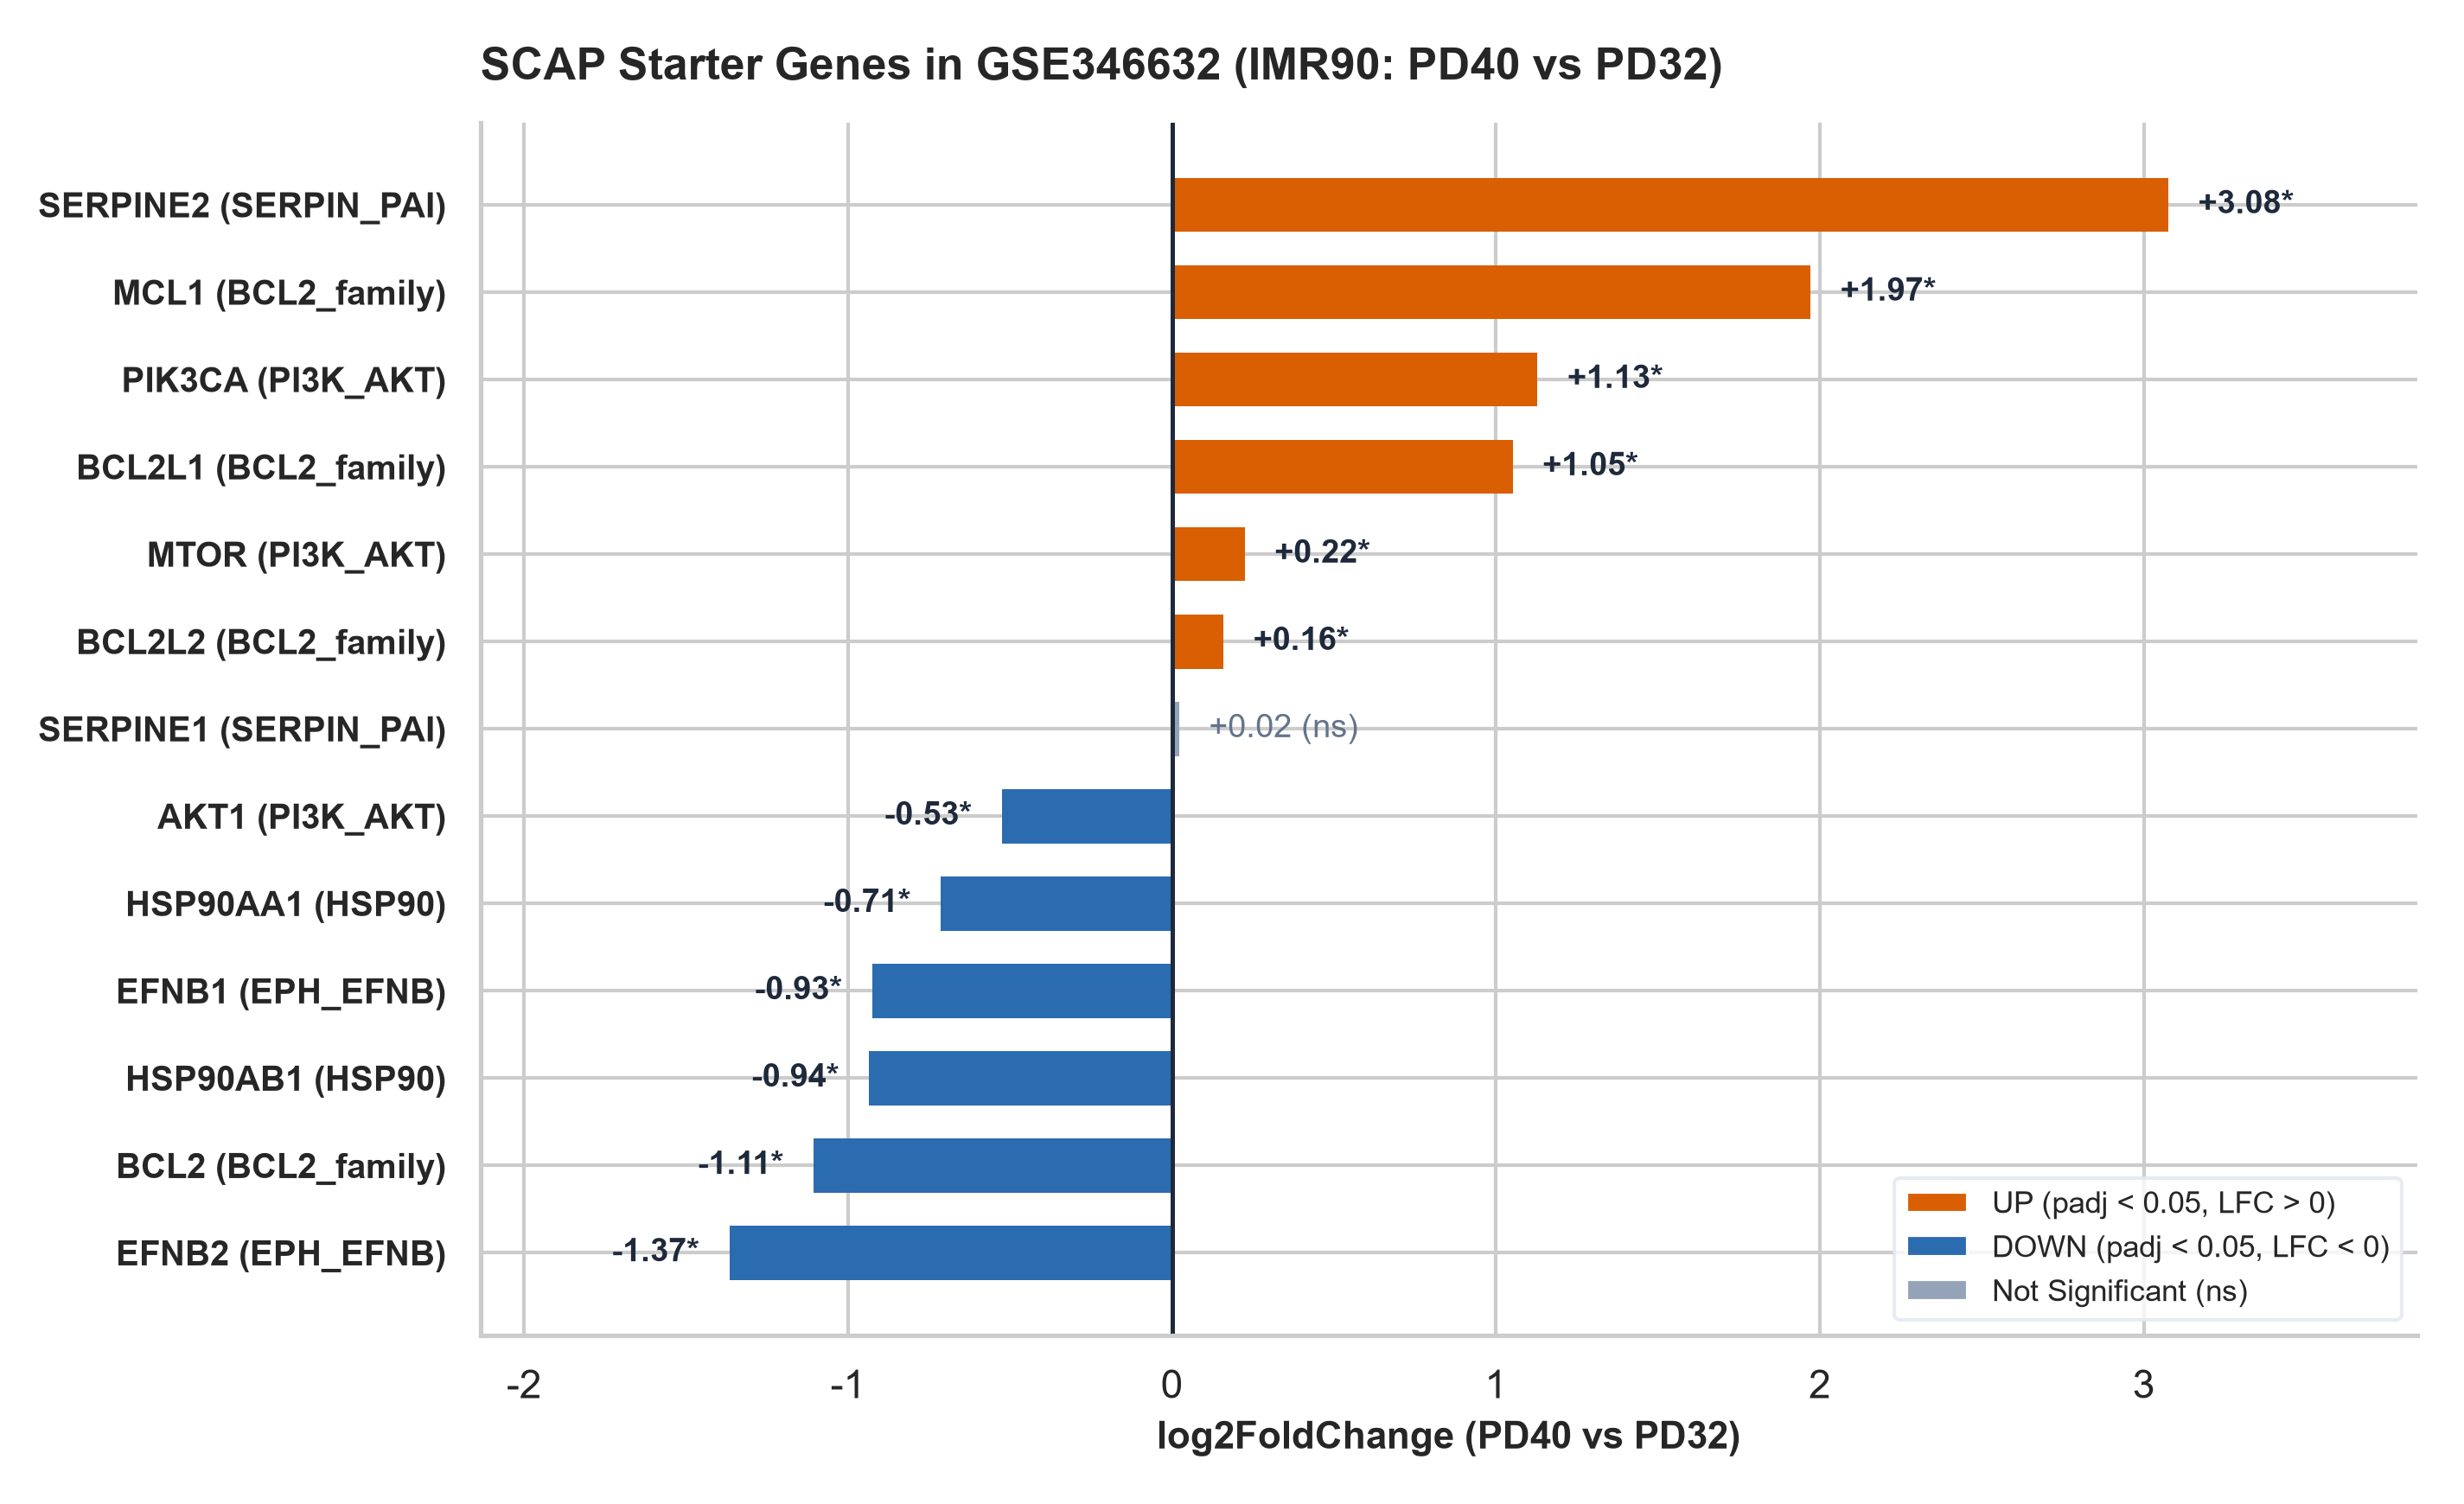 SCAP Starter Genes in GSE346632 (IMR90: PD40 vs PD32)
SERPINE2 (SERPIN_PAI)
+3.08*
MCL1 (BCL2_family)
+1.97*
PIK3CA (PI3K_AKT)
+1.13*
BCL2L1 (BCL2_family)
+1.05*
MTOR (PI3K_AKT)
+0.22*
BCL2L2 (BCL2_family)
+0.16*
SERPINE1 (SERPIN_PAI)
+0.02 (ns)
AKT1 (PI3K_AKT)
-0.53*
HSP90AA1 (HSP90)
-0.71*
EFNB1 (EPH_EFNB)
-0.93*
HSP90AB1 (HSP90)
-0.94*
BCL2 (BCL2_family)
-1.11*
EFNB2 (EPH_EFNB)
-1.37*
UP (padj < 0.05, LFC > 0)
DOWN (padj < 0.05, LFC < 0)
Not Significant (ns)
-2 -1 0 1 2 3
log2FoldChange (PD40 vs PD32)